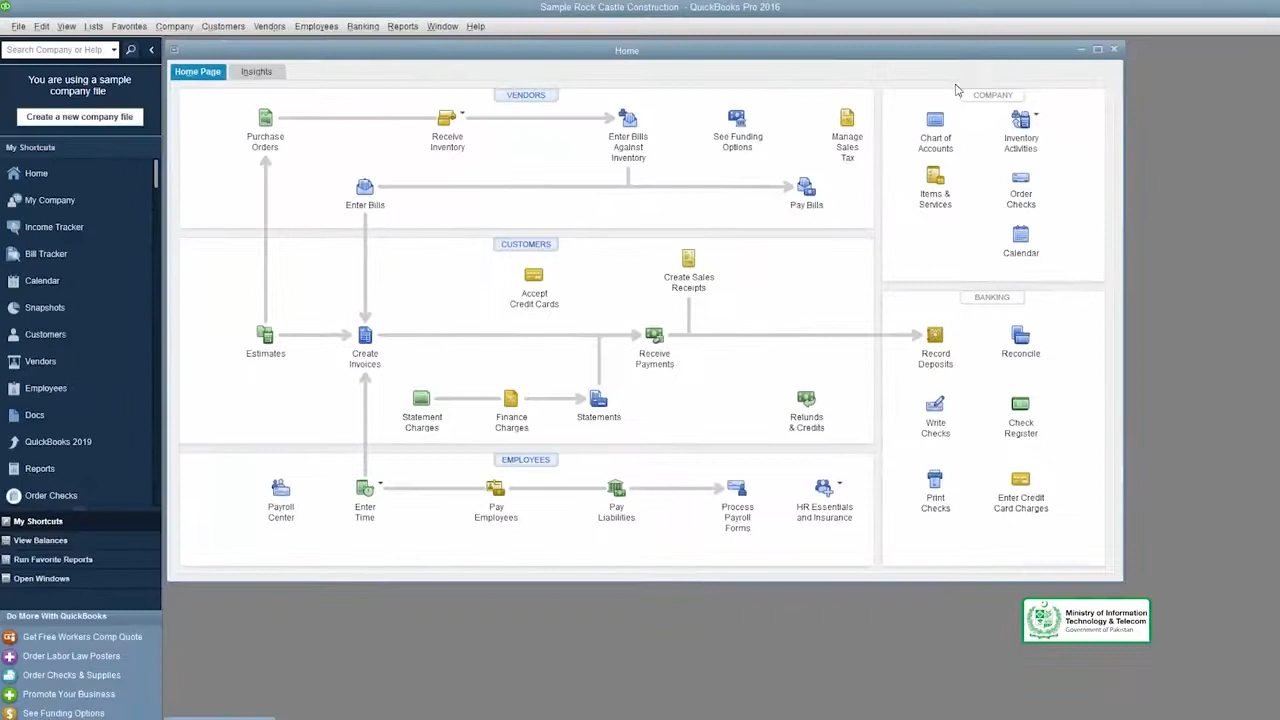 Sample Rock Castle Construction - QuickBooks Pro 2016
File Edit View Lists Favorites Company Customers Vendors Employees Banking Reports Window Help
Search Company or Help
You are using a sample
company file
Create a new company file
My Shortcuts
Home
My Company
Income Tracker
Bill Tracker
Calendar
Snapshots
Customers
Vendors
Employees
Docs
QuickBooks 2019
Reports
Order Checks
My Shortcuts
View Balances
Run Favorite Reports
Open Windows
Do More With QuickBooks
Get Free Workers Comp Quote
Order Labor Law Posters
Order Checks & Supplies
Promote Your Business
See Funding Options
Home
Home Page
Insights
VENDORS
Purchase
Orders
Receive
Inventory
Enter Bills
Against
Inventory
See Funding
Options
Manage
Sales
Tax
Enter Bills
Pay Bills
CUSTOMERS
Accept
Credit Cards
Create Sales
Receipts
Estimates
Create
Invoices
Receive
Payments
Statement
Charges
Finance
Charges
Statements
Refunds
& Credits
EMPLOYEES
Payroll
Center
Enter
Time
Pay
Employees
Pay
Liabilities
Process
Payroll
Forms
HR Essentials
and Insurance
COMPANY
Chart of
Accounts
Inventory
Activities
Items &
Services
Order
Checks
Calendar
BANKING
Record
Deposits
Reconcile
Write
Checks
Check
Register
Print
Checks
Enter Credit
Card Charges
Ministry of Information
Technology & Telecom
Government of Pakistan